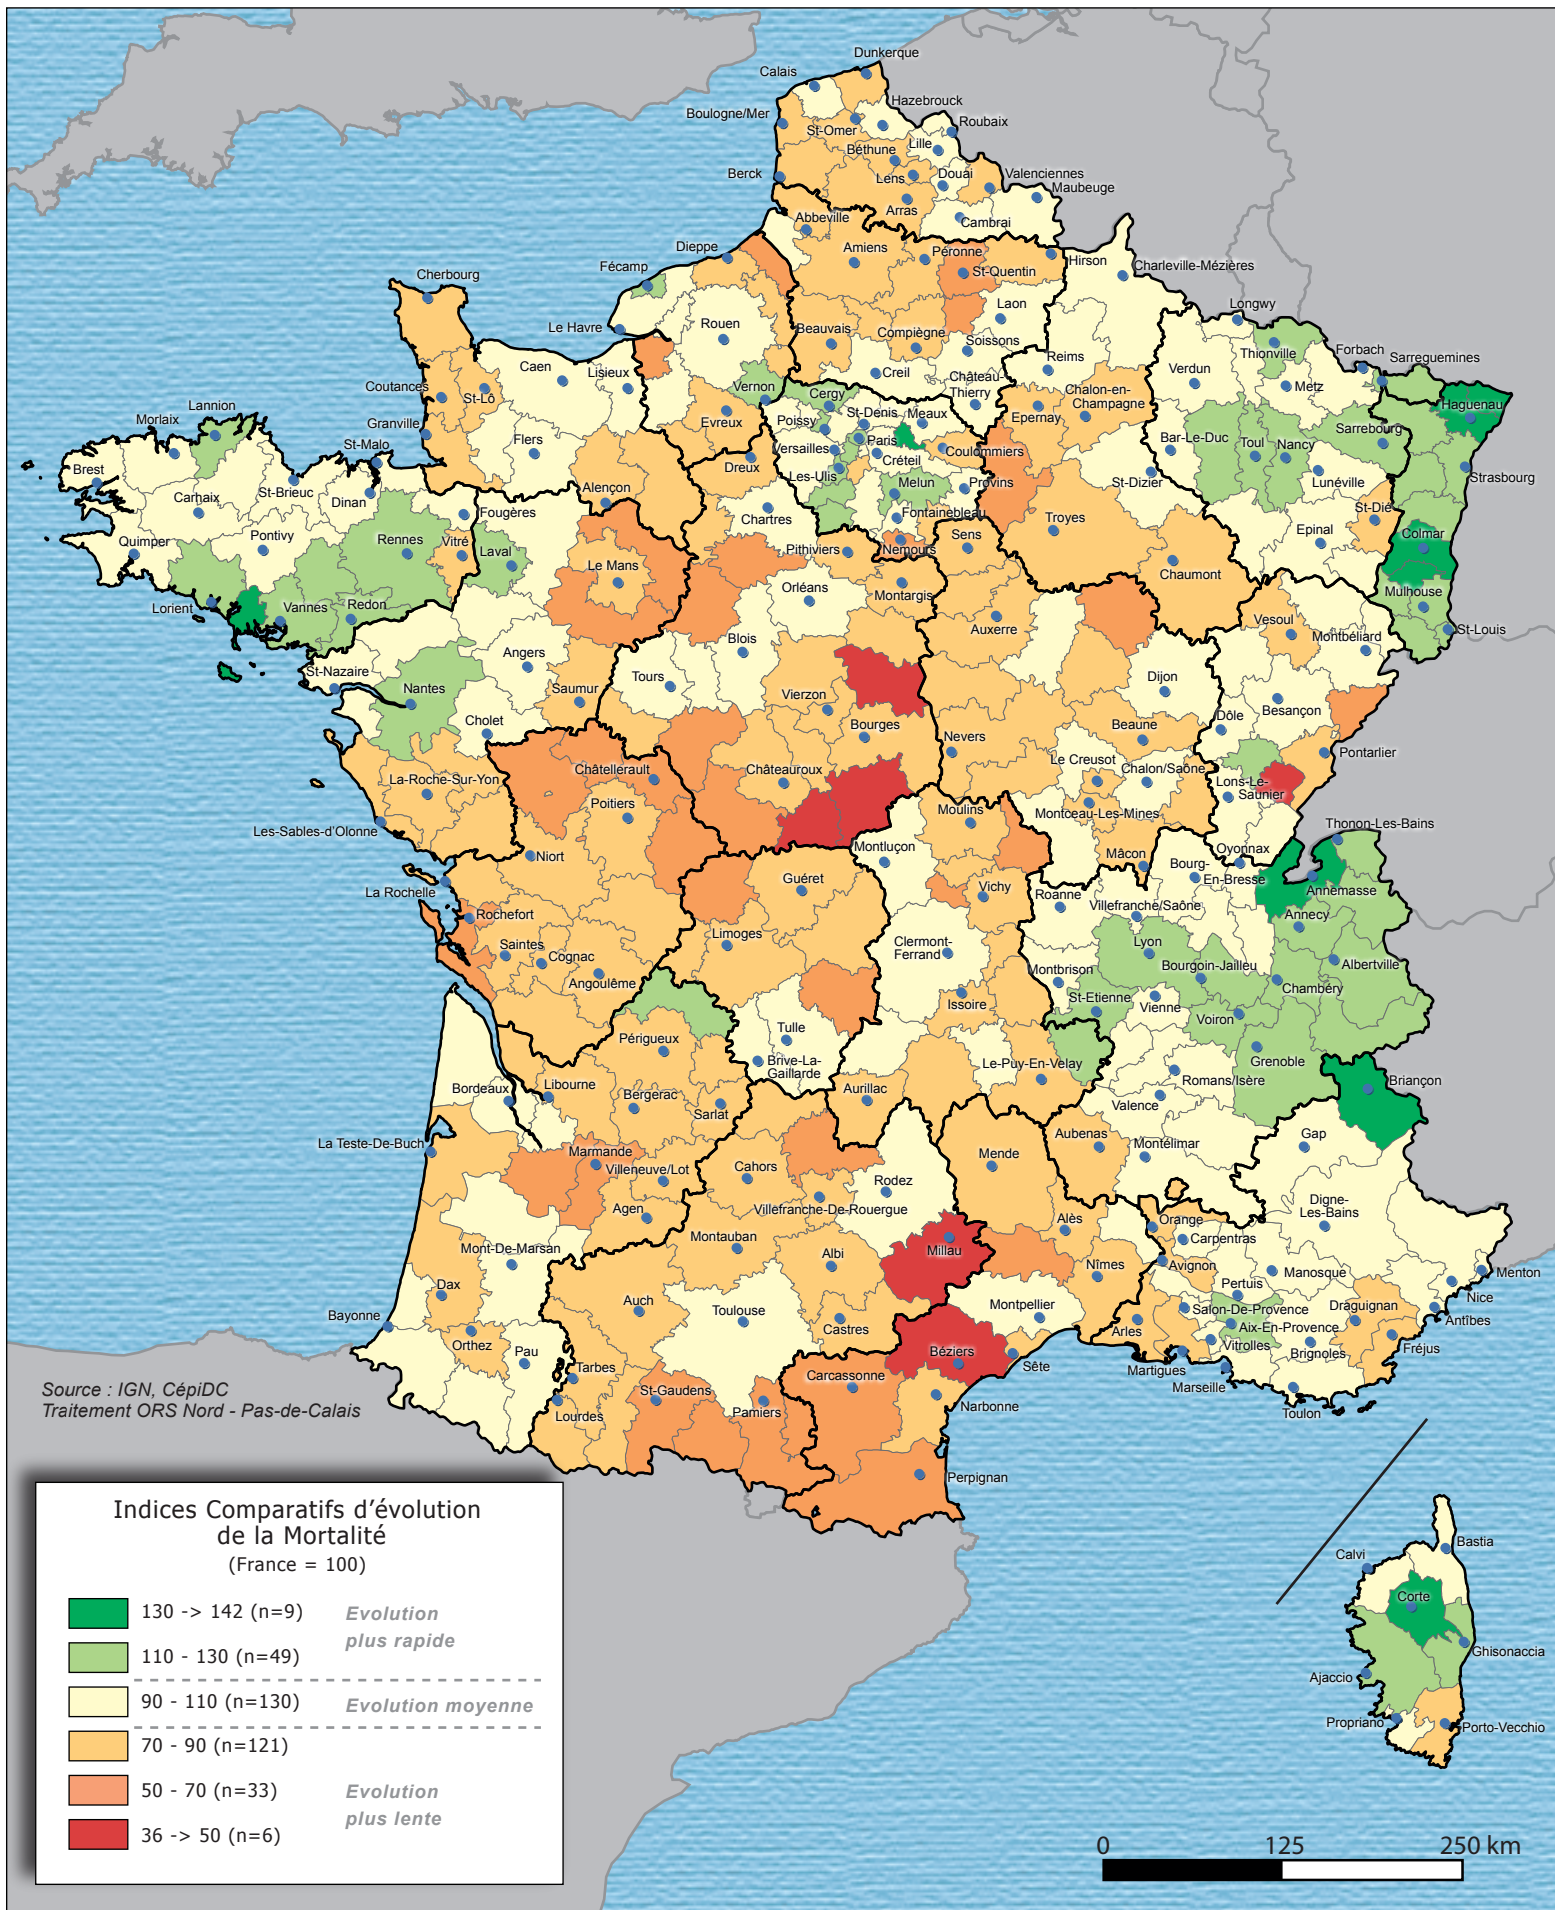 Dunkerque
Calais
Hazebrouck
Boulogne/Mer
Roubaix
St-Omer
Lille
Béthune
Berck
Lens
Douai
Valenciennes
Maubeuge
Arras
Cambrai
Abbeville
Dieppe
Amiens
Péronne
Hirson
Fécamp
St-Quentin
Charleville-Mézières
Cherbourg
Laon
Longwy
Le Havre
Rouen
Beauvais
Compiègne
Soissons
Thionville
Forbach
Sarreguemines
Reims
Caen
Lisieux
Creil
Château-
Thierry
Verdun
Metz
Coutances
St-Lô
Vernon
Cergy
Chalon-en-
Champagne
Haguenau
Lannion
Morlaix
Granville
Evreux
Poissy
St-Denis
Meaux
Epernay
Sarrebourg
St-Malo
Flers
Versailles
Paris
Coulommiers
Bar-Le-Duc
Toul
Nancy
Brest
Dreux
Créteil
Les-Ulis
Melun
Provins
St-Dizier
Lunéville
Strasbourg
Carhaix
St-Brieuc
Dinan
Alençon
Fougères
Chartres
Fontainebleau
Troyes
St-Dié
Epinal
Colmar
Quimper
Pontivy
Rennes
Vitré
Laval
Pithiviers
Nemours
Sens
Le Mans
Chaumont
Orléans
Montargis
Mulhouse
Lorient
Vannes
Redon
Auxerre
Vesoul
Montbéliard
St-Louis
Blois
Angers
St-Nazaire
Tours
Dijon
Nantes
Saumur
Vierzon
Besançon
Cholet
Bourges
Nevers
Beaune
Dôle
Pontarlier
La-Roche-Sur-Yon
Châtellerault
Châteauroux
Le Creusot
Chalon/Saône
Lons-Le-
Saunier
Poitiers
Moulins
Montceau-Les-Mines
Les-Sables-d'Olonne
Thonon-Les-Bains
Niort
Montluçon
Mâcon
Oyonnax
Bourg-
En-Bresse
La Rochelle
Guéret
Vichy
Roanne
Villefranche/Saône
Annemasse
Rochefort
Annecy
Limoges
Saintes
Cognac
Clermont-
Ferrand
Lyon
Angoulême
Montbrison
Bourgoin-Jailleu
Albertville
Issoire
St-Etienne
Vienne
Chambéry
Tulle
Voiron
Périgueux
Brive-La-
Gaillarde
Le-Puy-En-Velay
Grenoble
Romans/Isère
Bordeaux
Libourne
Aurillac
Briançon
Bergerac
Sarlat
Valence
La Teste-De-Buch
Aubenas
Gap
Marmande
Montélimar
Villeneuve/Lot
Cahors
Mende
Rodez
Agen
Villefranche-De-Rouergue
Digne-
Les-Bains
Alès
Orange
Montauban
Carpentras
Mont-De-Marsan
Albi
Millau
Nîmes
Avignon
Manosque
Menton
Dax
Pertuis
Auch
Toulouse
Montpellier
Nice
Salon-De-Provence
Draguignan
Bayonne
Castres
Arles
Aix-En-Provence
Antîbes
Orthez
Pau
Béziers
Vitrolles
Brignoles
Fréjus
Tarbes
Sête
Martigues
Marseille
Carcassonne
Source : IGN, CépiDC
Traitement ORS Nord - Pas-de-Calais
St-Gaudens
Pamiers
Lourdes
Narbonne
Toulon
Perpignan
Indices Comparatifs d'évolution
de la Mortalité
(France = 100)
130 -> 142 (n=9)
Evolution
plus rapide
110 - 130 (n=49)
90 - 110 (n=130)
Evolution moyenne
70 - 90 (n=121)
50 - 70 (n=33)
Evolution
plus lente
36 -> 50 (n=6)
Bastia
Calvi
Corte
Ghisonaccia
Ajaccio
Propriano
Porto-Vecchio
0 125 250 km